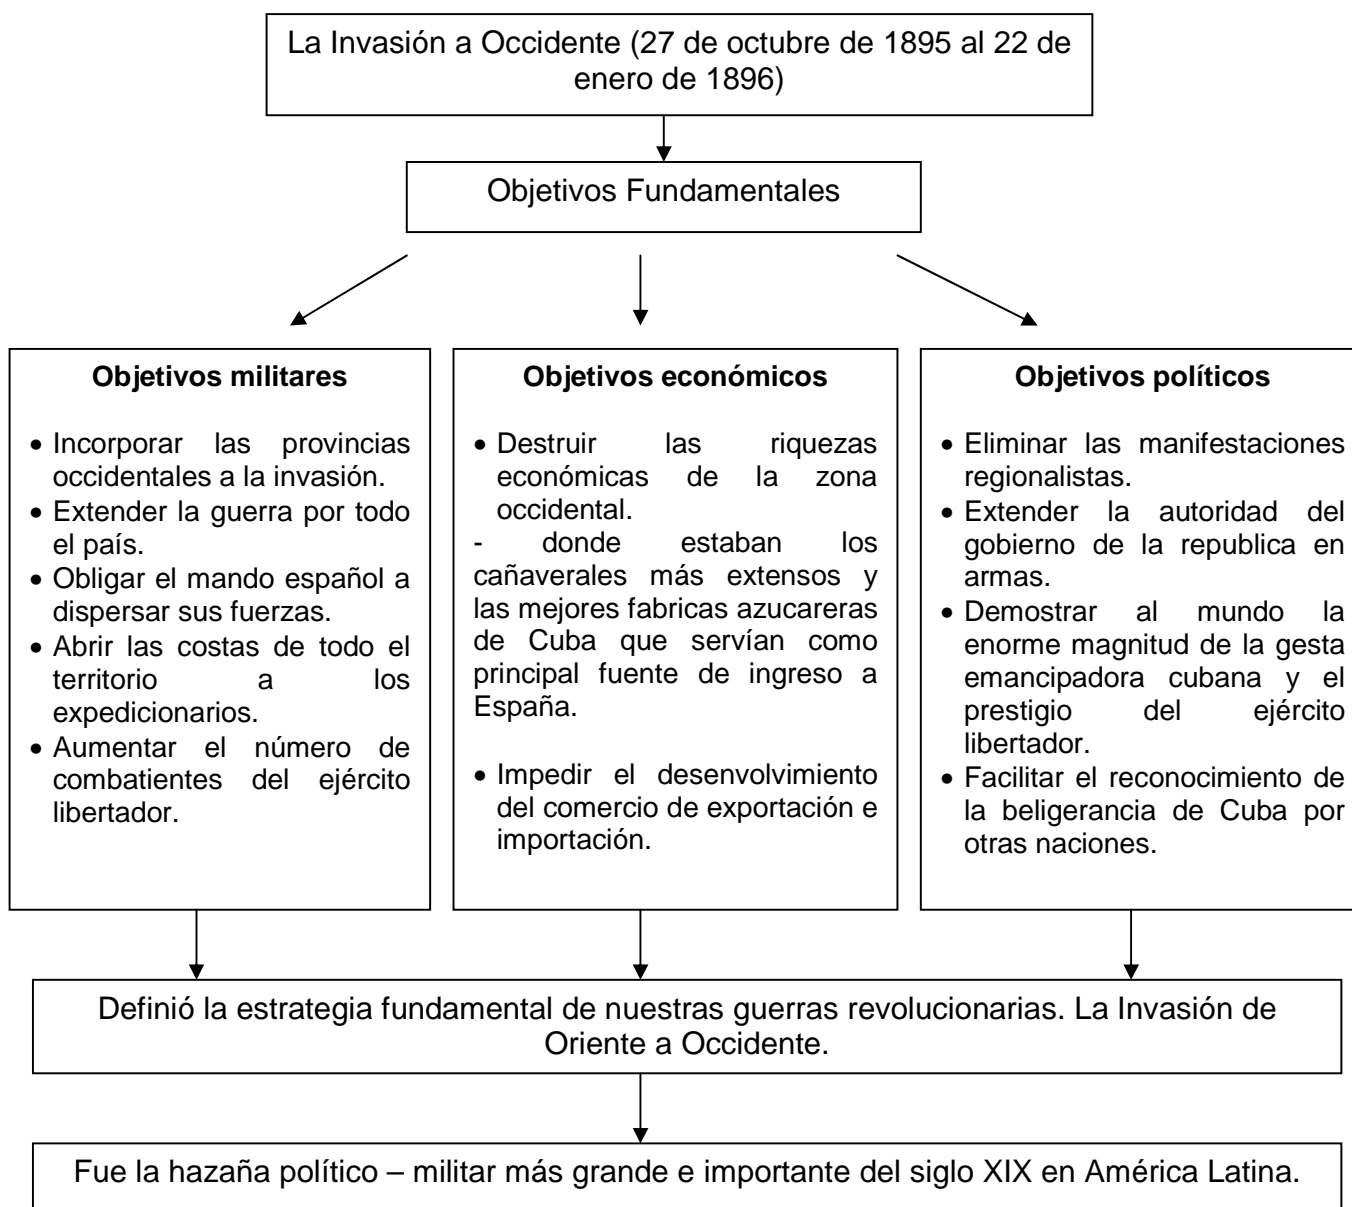 La Invasión a Occidente (27 de octubre de 1895 al 22 de
enero de 1896)
Objetivos Fundamentales
Objetivos militares
• Incorporar las provincias
occidentales a la invasión.
• Extender la guerra por todo
el país.
• Obligar el mando español a
dispersar sus fuerzas.
• Abrir las costas de todo el
territorio a los
expedicionarios.
• Aumentar el número de
combatientes del ejército
libertador.
Objetivos económicos
• Destruir las riquezas
económicas de la zona
occidental.
- donde estaban los
cañaverales más extensos y
las mejores fabricas azucareras
de Cuba que servían como
principal fuente de ingreso a
España.
• Impedir el desenvolvimiento
del comercio de exportación e
importación.
Objetivos políticos
• Eliminar las manifestaciones
regionalistas.
• Extender la autoridad del
gobierno de la republica en
armas.
• Demostrar al mundo la
enorme magnitud de la gesta
emancipadora cubana y el
prestigio del ejército
libertador.
• Facilitar el reconocimiento de
la beligerancia de Cuba por
otras naciones.
Definió la estrategia fundamental de nuestras guerras revolucionarias. La Invasión de
Oriente a Occidente.
Fue la hazaña político – militar más grande e importante del siglo XIX en América Latina.